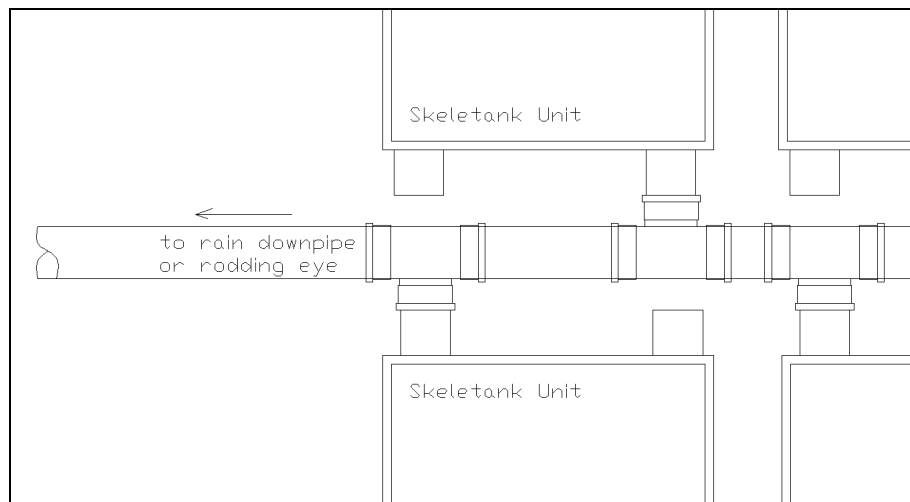 Skeletank Unit
to rain downpipe
or rodding eye
Skeletank Unit